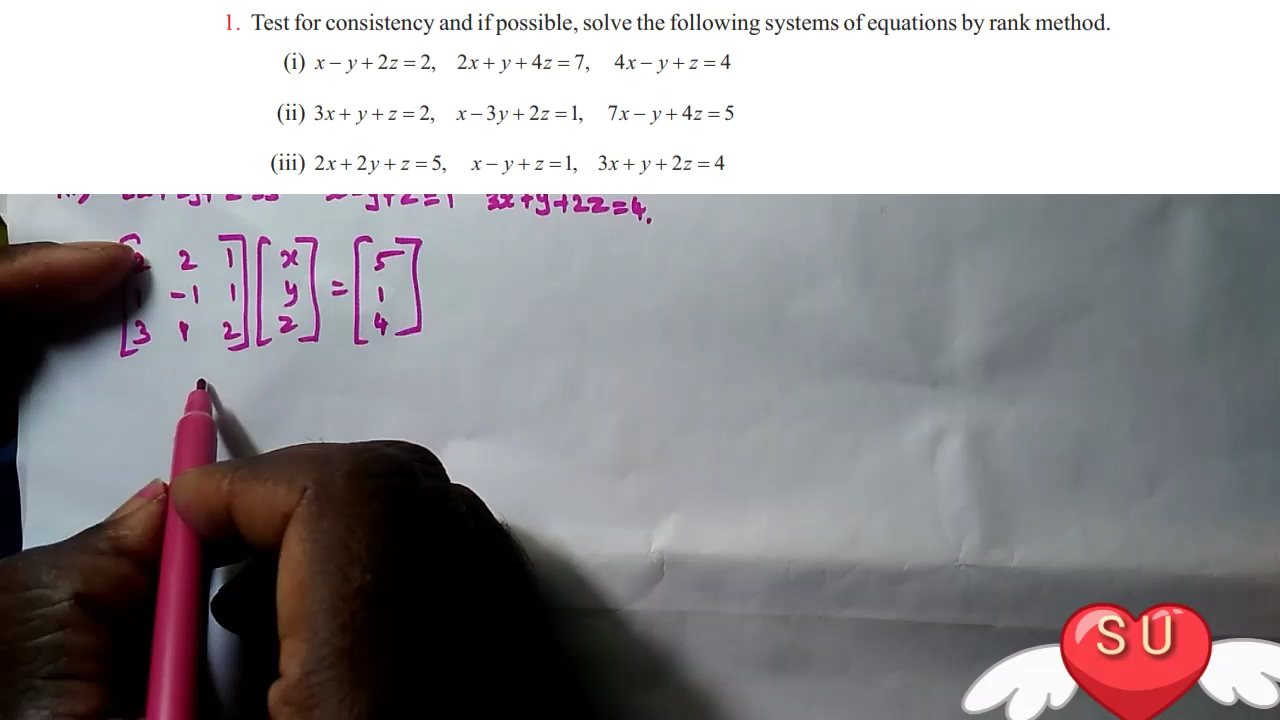 1. Test for consistency and if possible, solve the following systems of equations by rank method.
(i) x − y + 2z = 2, 2x + y + 4z = 7, 4x − y + z = 4
(ii) 3x + y + z = 2, x − 3y + 2z = 1, 7x − y + 4z = 5
(iii) 2x + 2y + z = 5, x − y + z = 1, 3x + y + 2z = 4
3x+y+2z=4.
2 1 x 5
-1 1 y = 1
3 1 2 z 4
SU